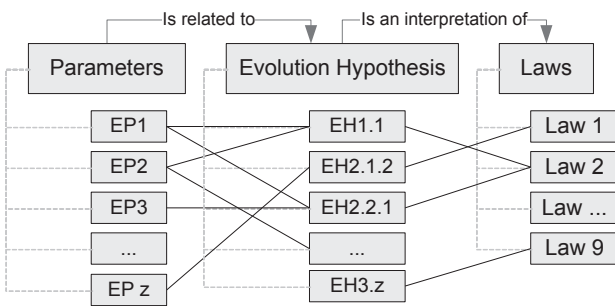 Is related to
Is an interpretation of
Parameters
Evolution Hypothesis
Laws
EP1
EH1.1
Law 1
EP2
EH2.1.2
Law 2
EP3
EH2.2.1
Law ...
...
...
Law 9
EP z
EH3.z